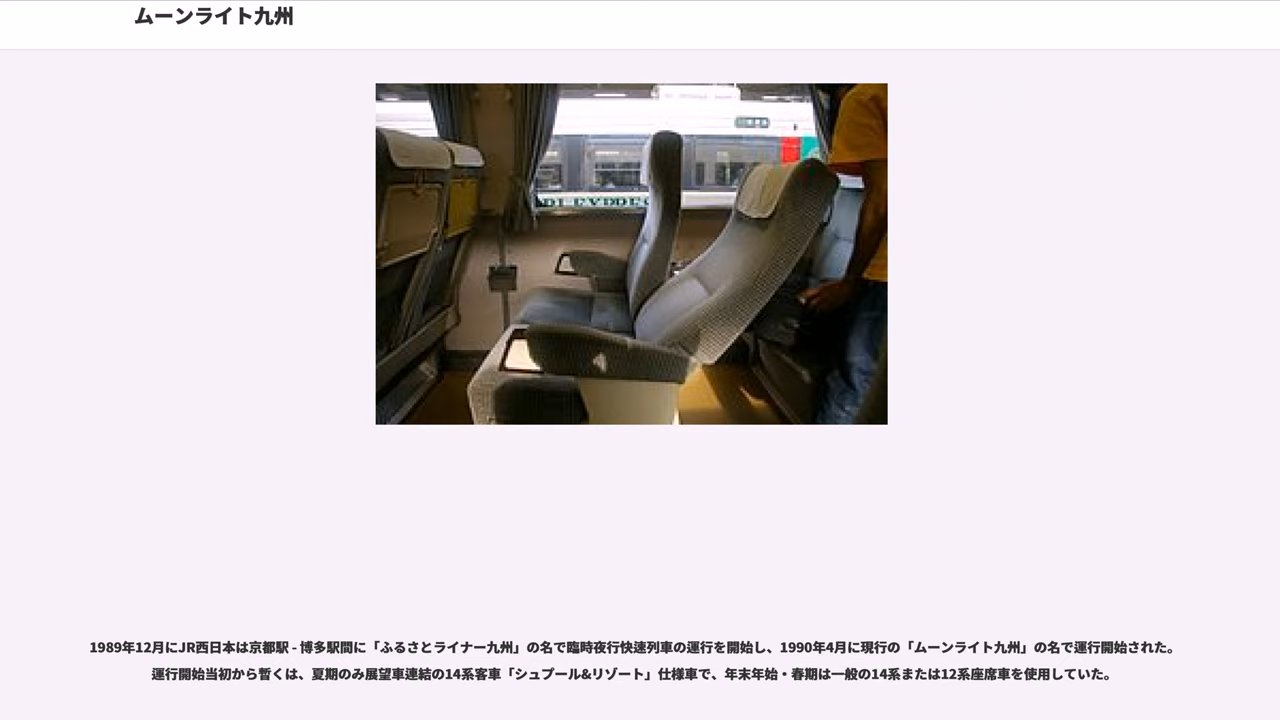 ムーンライト九州
1989年12月にJR西日本は京都駅 - 博多駅間に「ふるさとライナー九州」の名で臨時夜行快速列車の運行を開始し、1990年4月に現行の「ムーンライト九州」の名で運行開始された。
運行開始当初から暫くは、夏期のみ展望車連結の14系客車「シュプール&リゾート」仕様車で、年末年始・春期は一般の14系または12系座席車を使用していた。